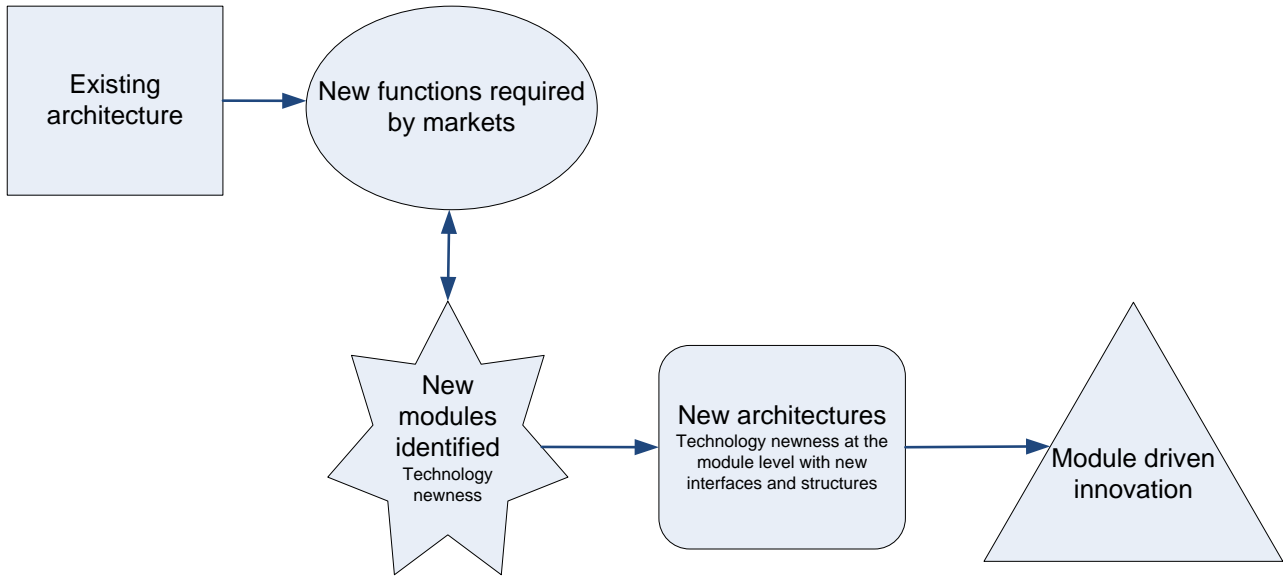 Existing
architecture
New functions required
by markets
New
modules
identified
Technology
newness
New architectures
Technology newness at the
module level with new
interfaces and structures
Module driven
innovation